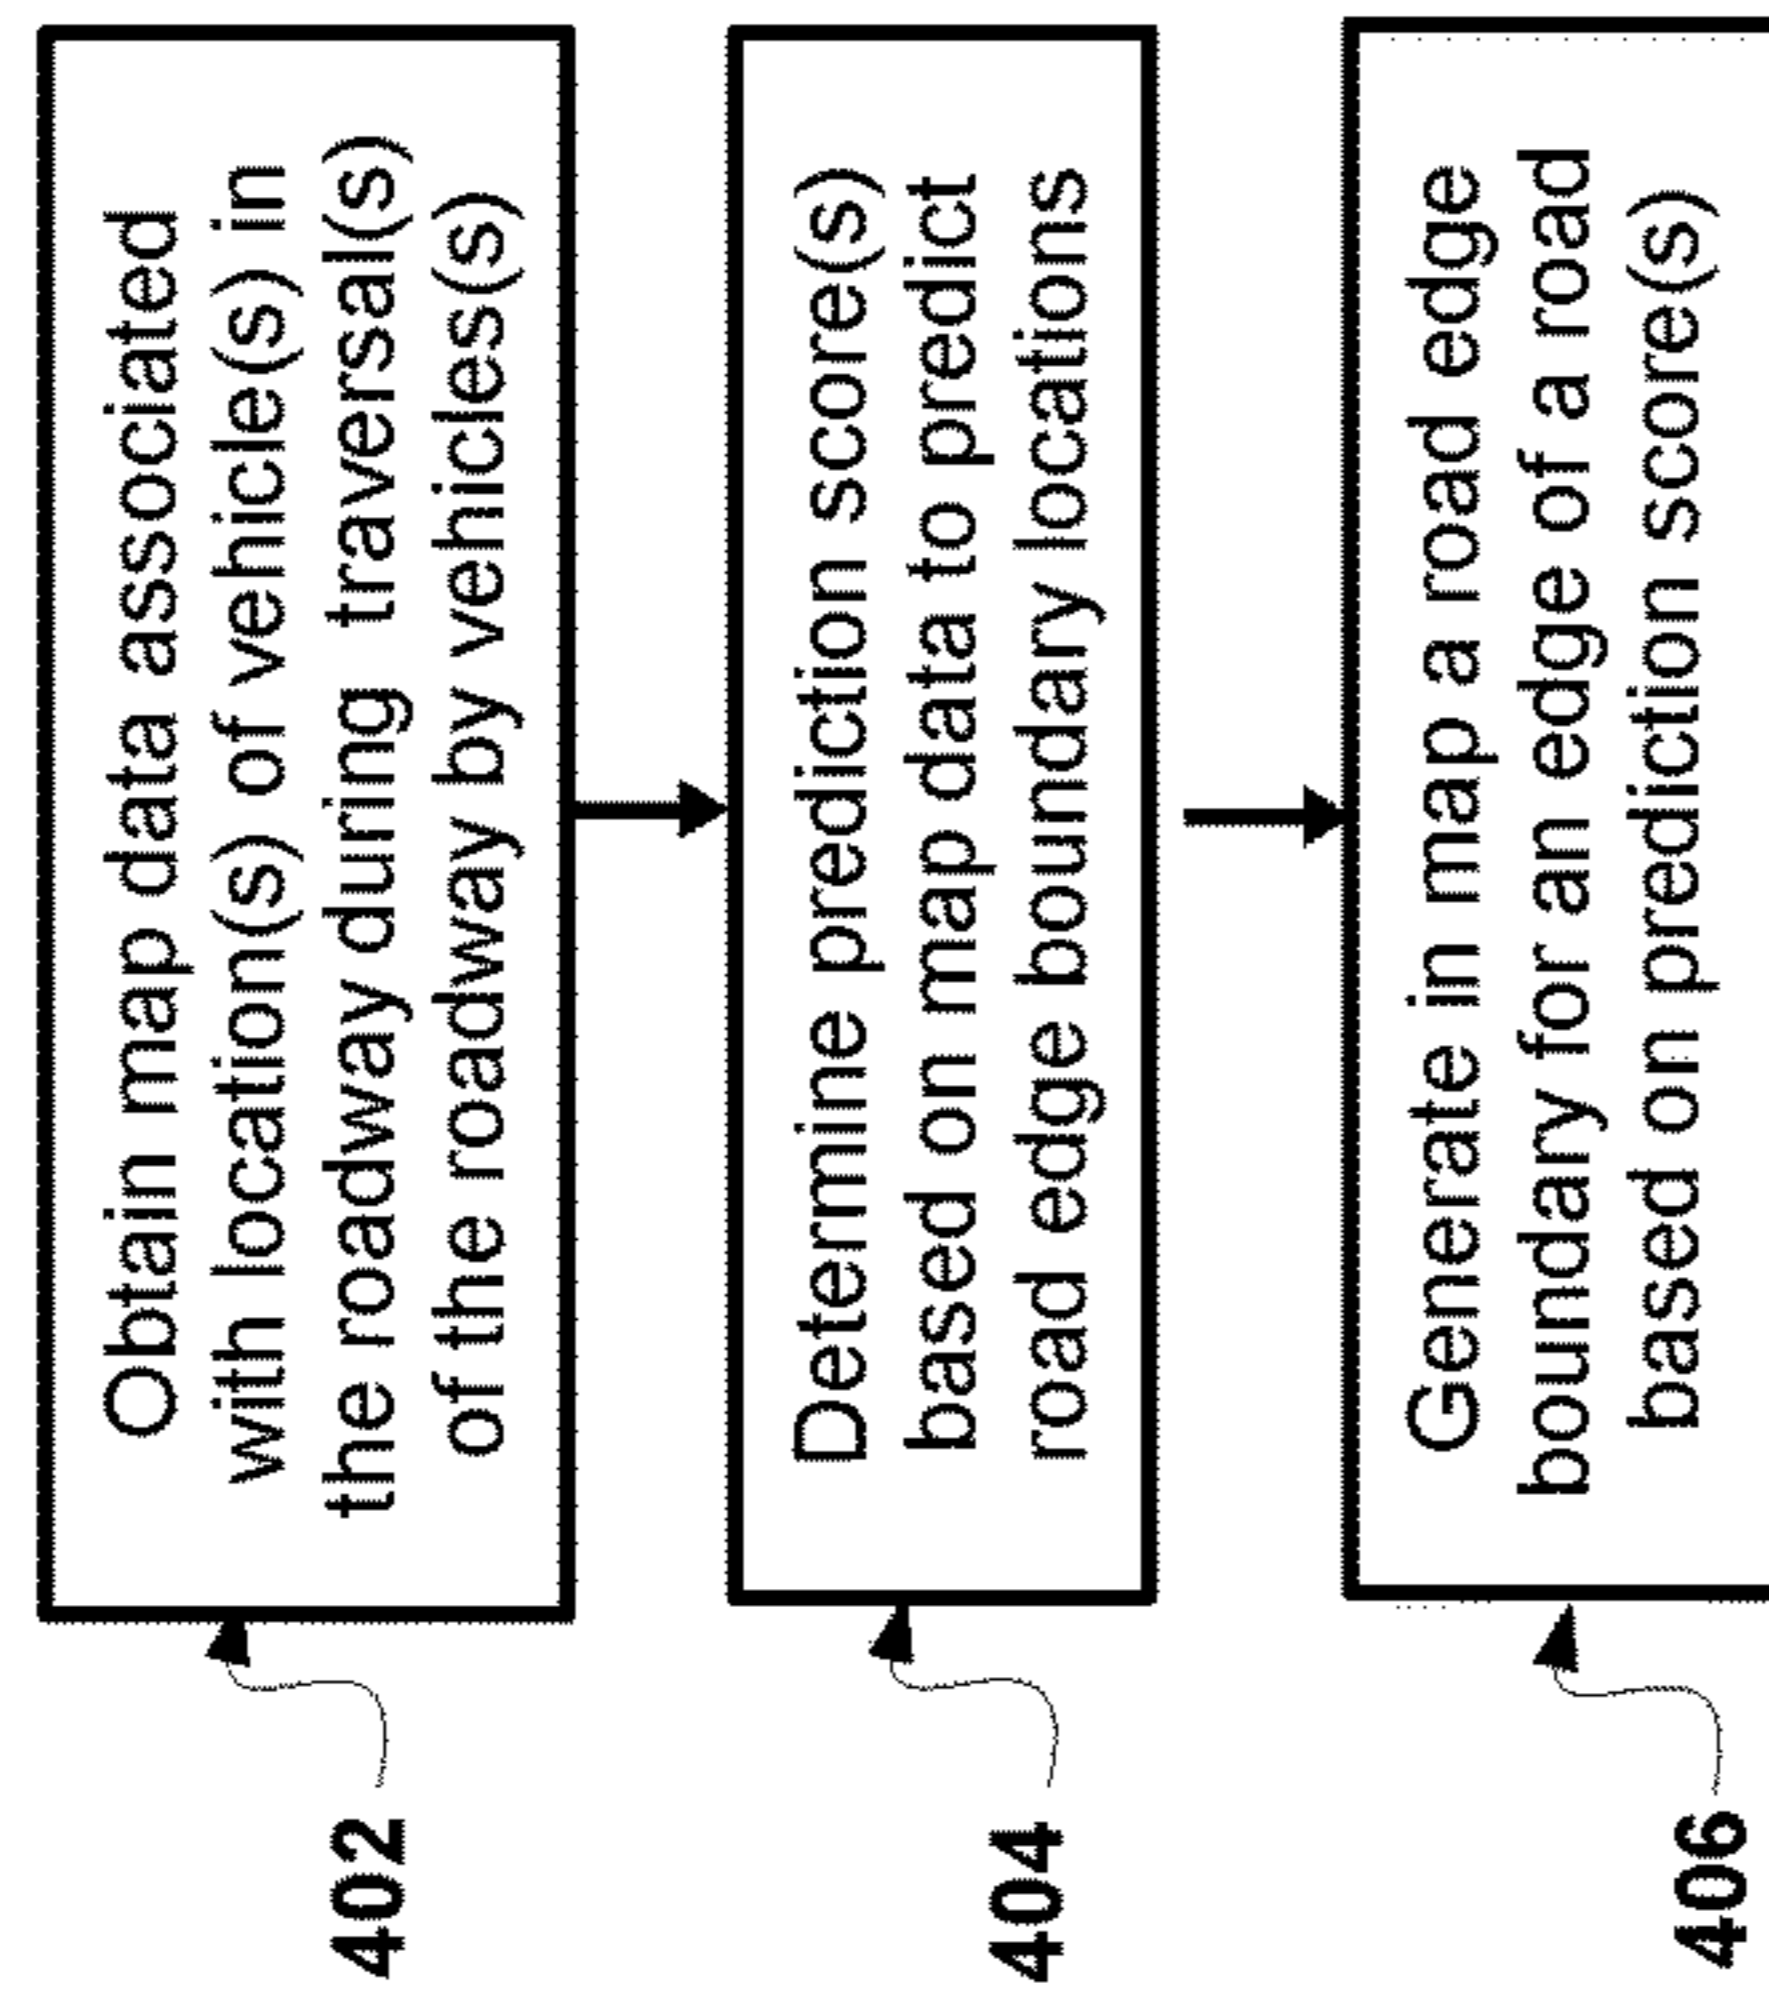 Obtain map data associated
with location(s) of vehicle(s) in
the roadway during traversal(s)
of the roadway by vehicles(s)
402
Determine prediction score(s)
based on map data to predict
road edge boundary locations
404
Generate in map a road edge
boundary for an edge of a road
based on prediction score(s)
406